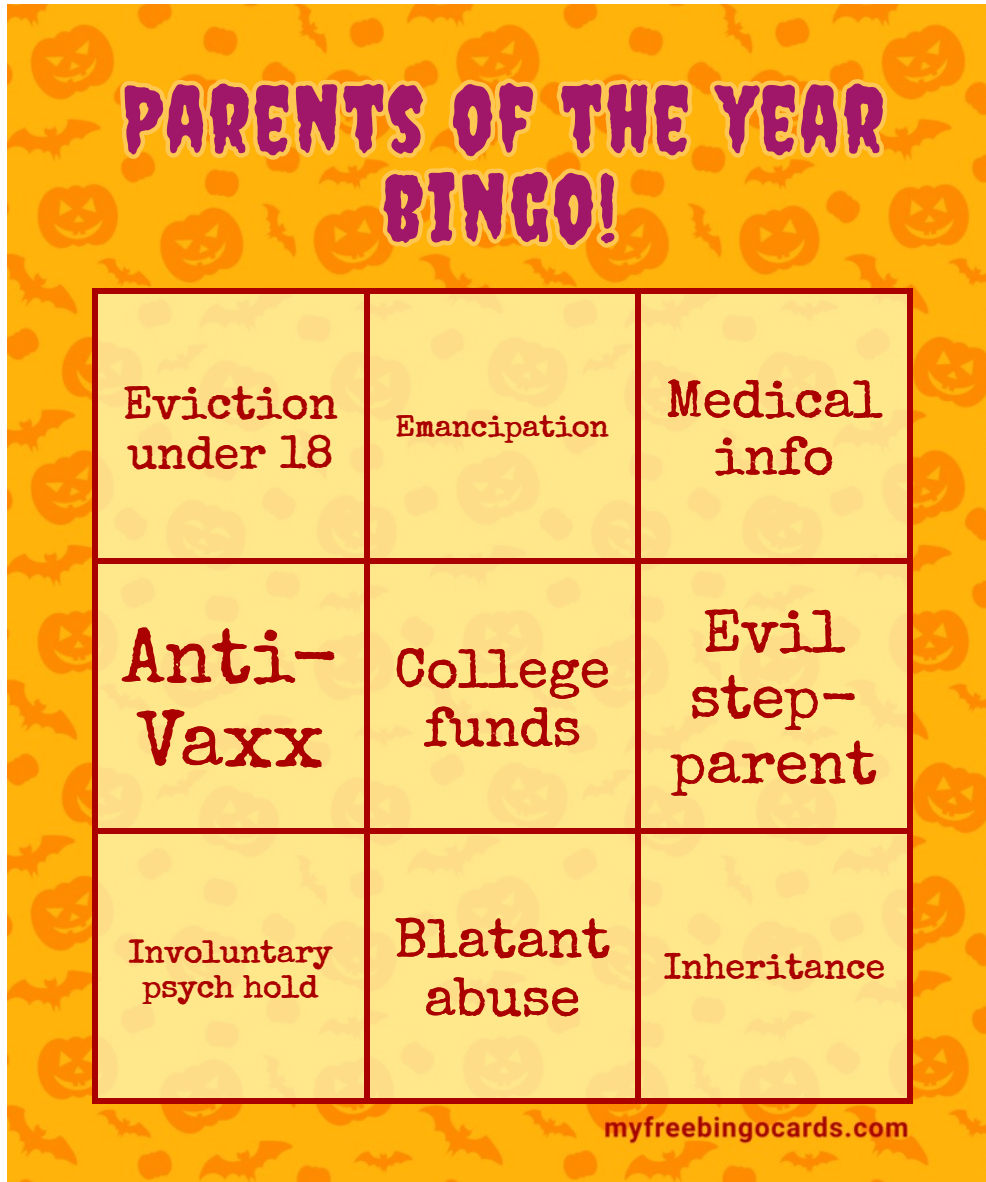 PARENTS OF THE YEAR
BINGO!
Eviction
under 18
Emancipation
Medical
info
Anti-
Vaxx
College
funds
Evil
step-
parent
Involuntary
psych hold
Blatant
abuse
Inheritance
myfreebingocards.com